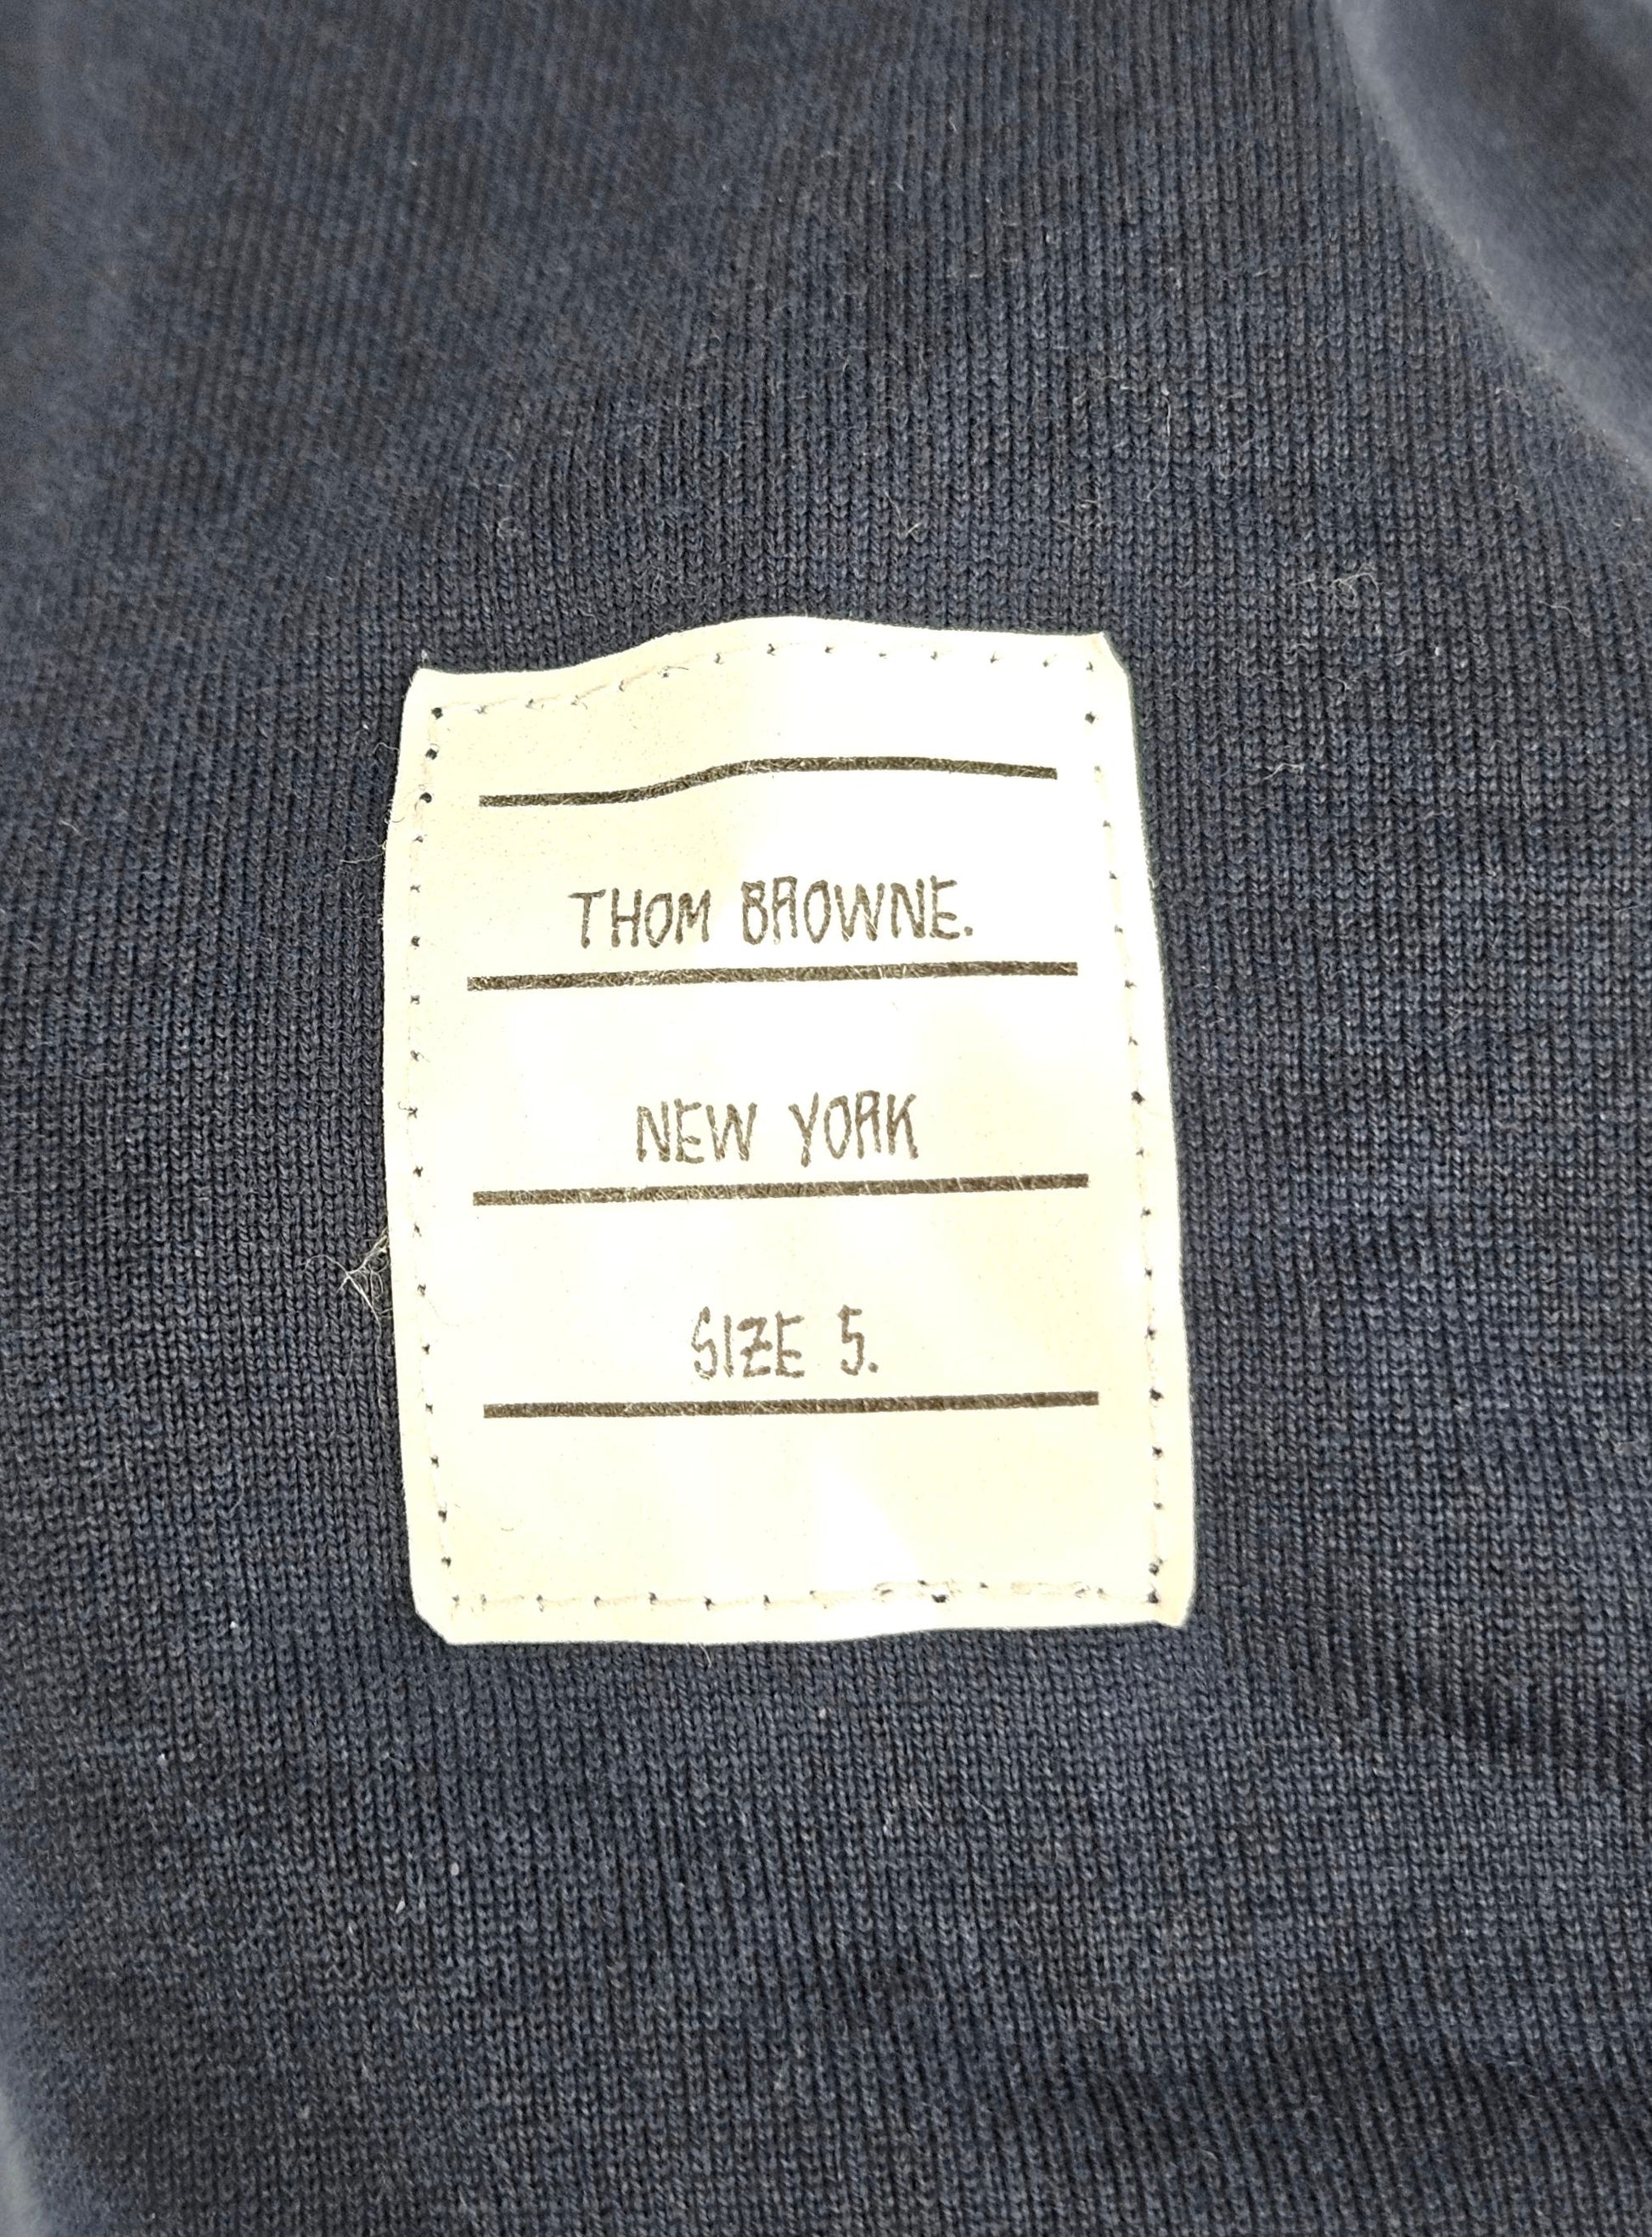 THOM BROWNE.
NEW YORK
SIZE 5.